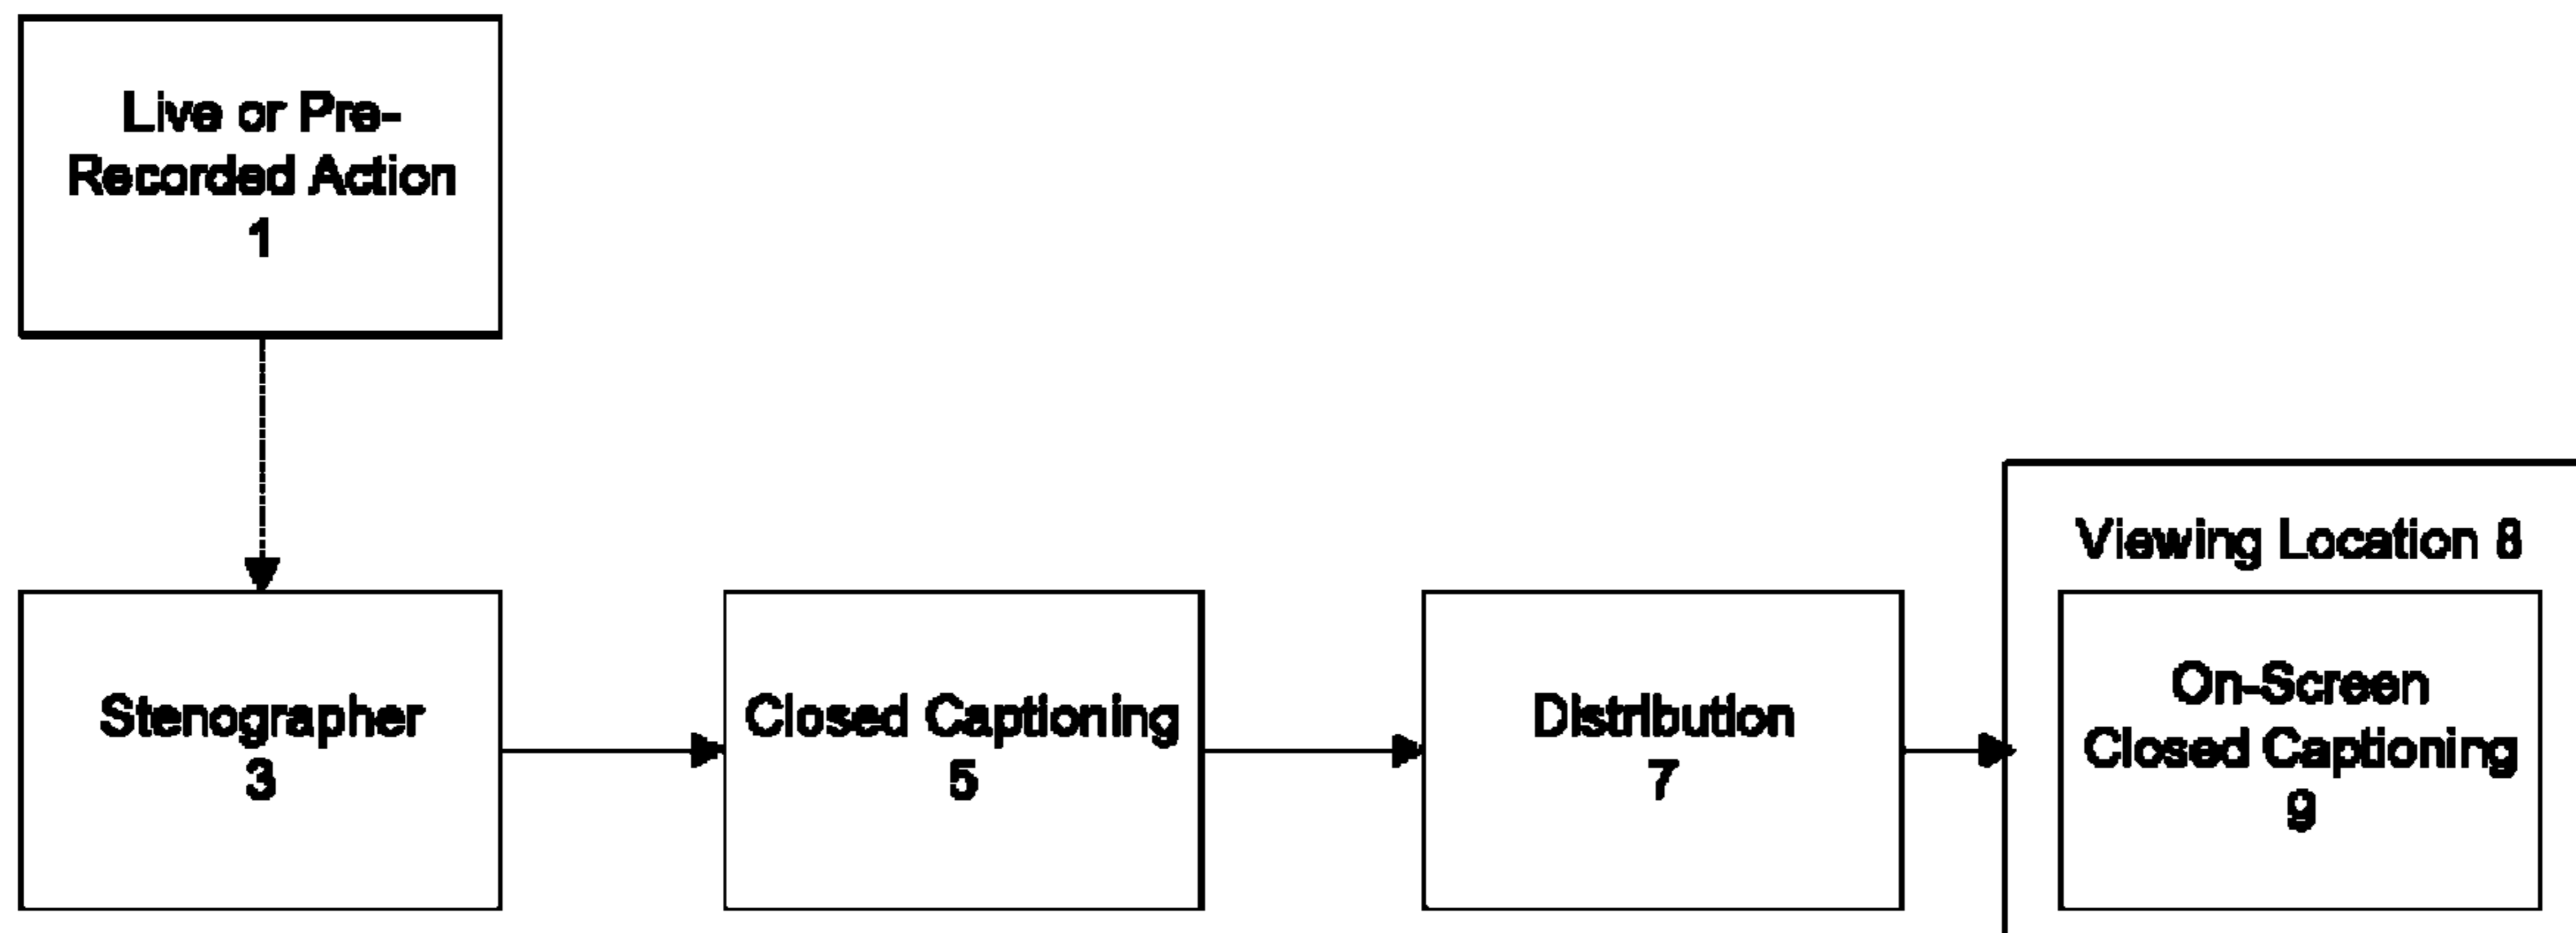 Live or Pre-
Recorded Action
1
Stenographer
3
Closed Captioning
5
Distribution
7
Viewing Location 8
On-Screen
Closed Captioning
9